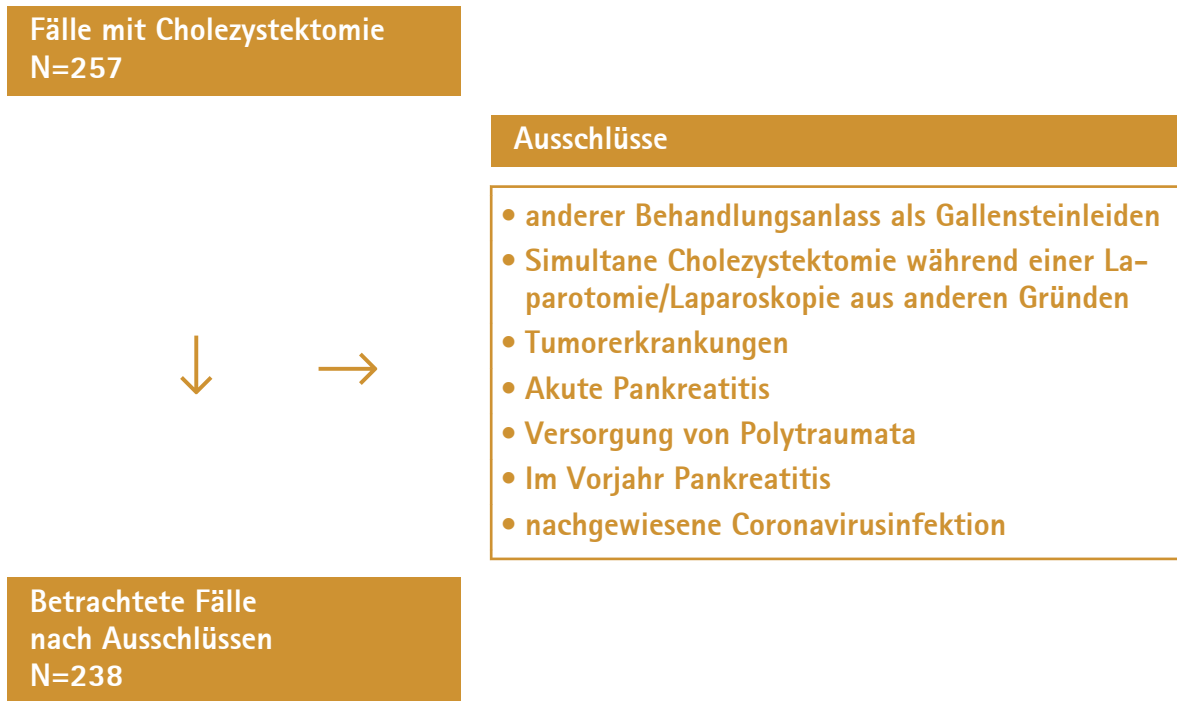 Fälle mit Cholezystektomie
N=257
Ausschlüsse
• anderer Behandlungsanlass als Gallensteinleiden
• Simultane Cholezystektomie während einer La-
parotomie/Laparoskopie aus anderen Gründen
• Tumorerkrankungen
• Akute Pankreatitis
• Versorgung von Polytraumata
• Im Vorjahr Pankreatitis
• nachgewiesene Coronavirusinfektion
Betrachtete Fälle
nach Ausschlüssen
N=238